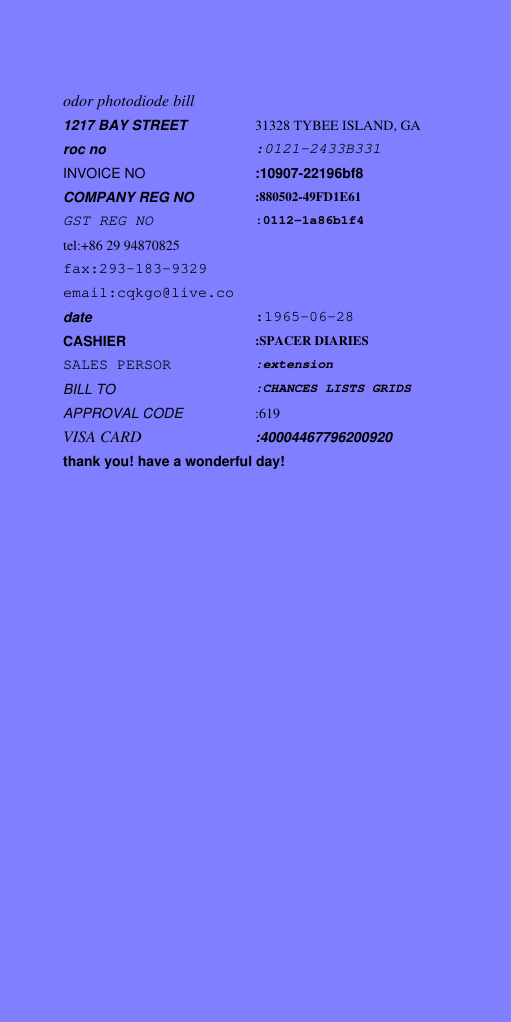 odor photodiode bill
1217 BAY STREET 31328 TYBEE ISLAND, GA
roc no :0121-2433B331
INVOICE NO :10907-22196bf8
COMPANY REG NO :880502-49FD1E61
GST REG NO :0112-1a86b1f4
tel:+86 29 94870825
fax:293-183-9329
email:cqkgo@live.co
date :1965-06-28
CASHIER :SPACER DIARIES
SALES PERSOR :extension
BILL TO :CHANCES LISTS GRIDS
APPROVAL CODE :619
VISA CARD :40004467796200920
thank you! have a wonderful day!